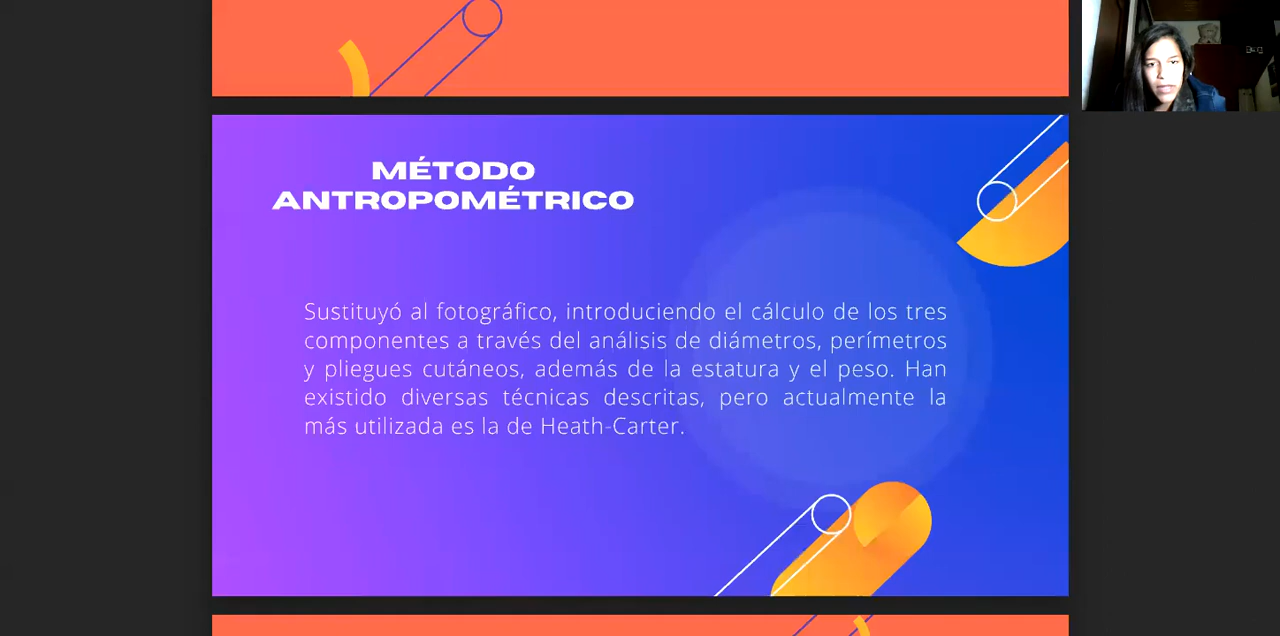 MÉTODO
ANTROPOMÉTRICO
Sustituyó al fotográfico, introduciendo el cálculo de los tres
componentes a través del análisis de diámetros, perímetros
y pliegues cutáneos, además de la estatura y el peso. Han
existido diversas técnicas descritas, pero actualmente la
más utilizada es la de Heath-Carter.